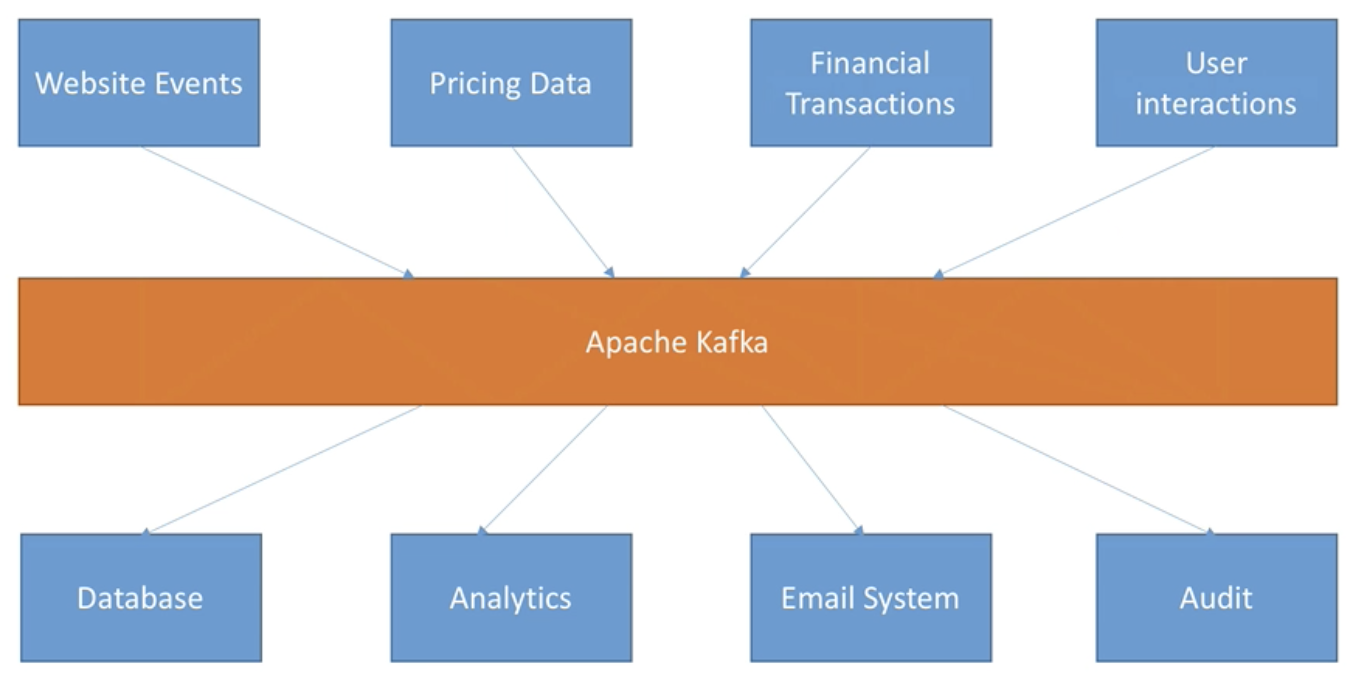 Website Events
Pricing Data
Financial
Transactions
User
interactions
Apache Kafka
Database
Analytics
Email System
Audit